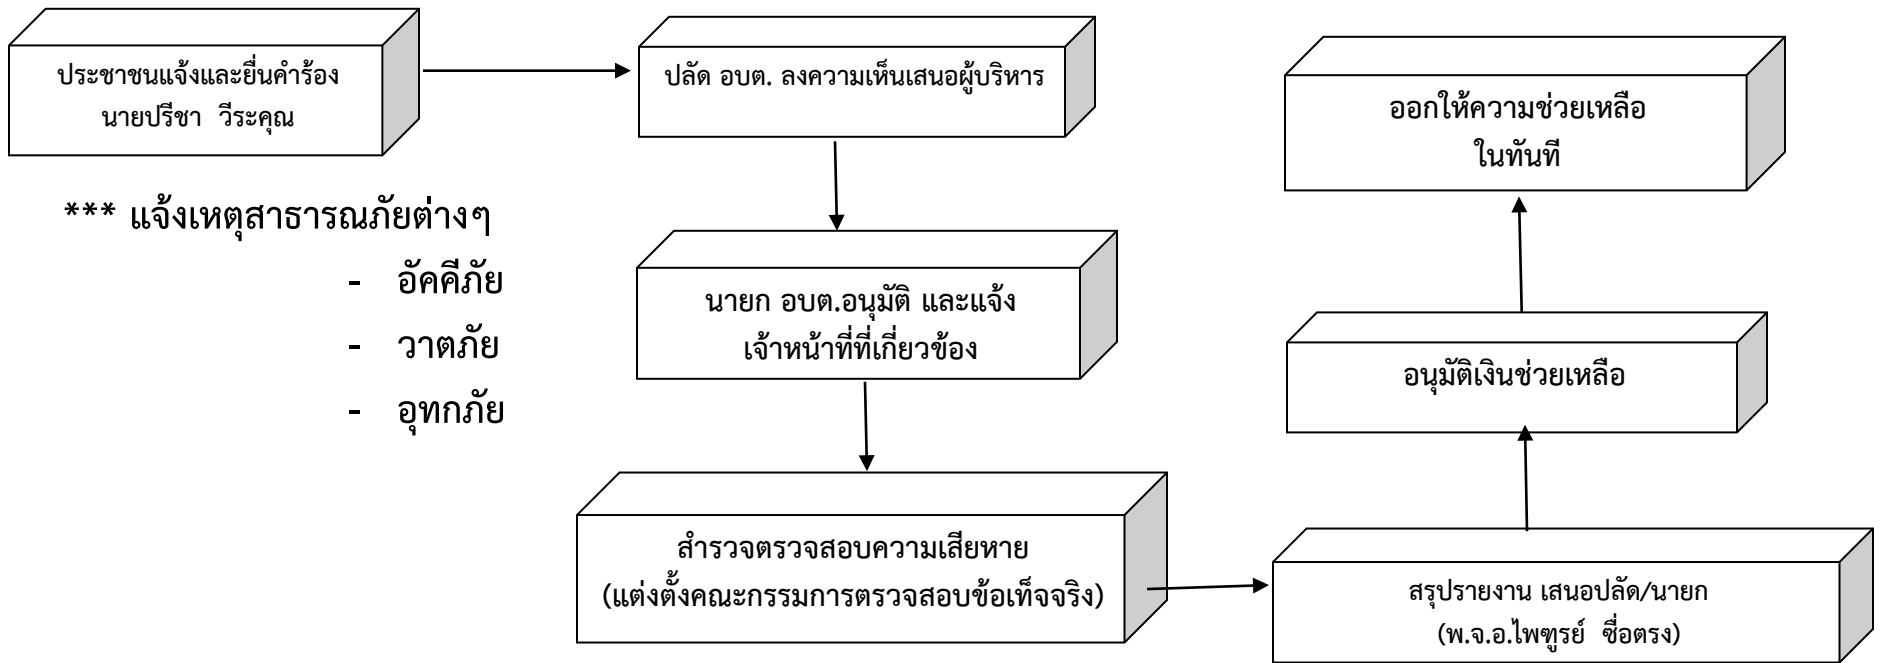 ประชาชนแจ้งและยื่นคำร้อง
นายปรีชา วีระคุณ
*** แจ้งเหตุสาธารณภัยต่างๆ
- อัคคีภัย
- วาตภัย
- อุทกภัย
ปลัด อบต. ลงความเห็นเสนอผู้บริหาร
นายก อบต.อนุมัติ และแจ้ง
เจ้าหน้าที่ที่เกี่ยวข้อง
สำรวจตรวจสอบความเสียหาย
(แต่งตั้งคณะกรรมการตรวจสอบข้อเท็จจริง)
สรุปรายงาน เสนอปลัด/นายก
(พ.จ.อ.ไพฑูรย์ ซื่อตรง)
อนุมัติเงินช่วยเหลือ
ออกให้ความช่วยเหลือ
ในทันที